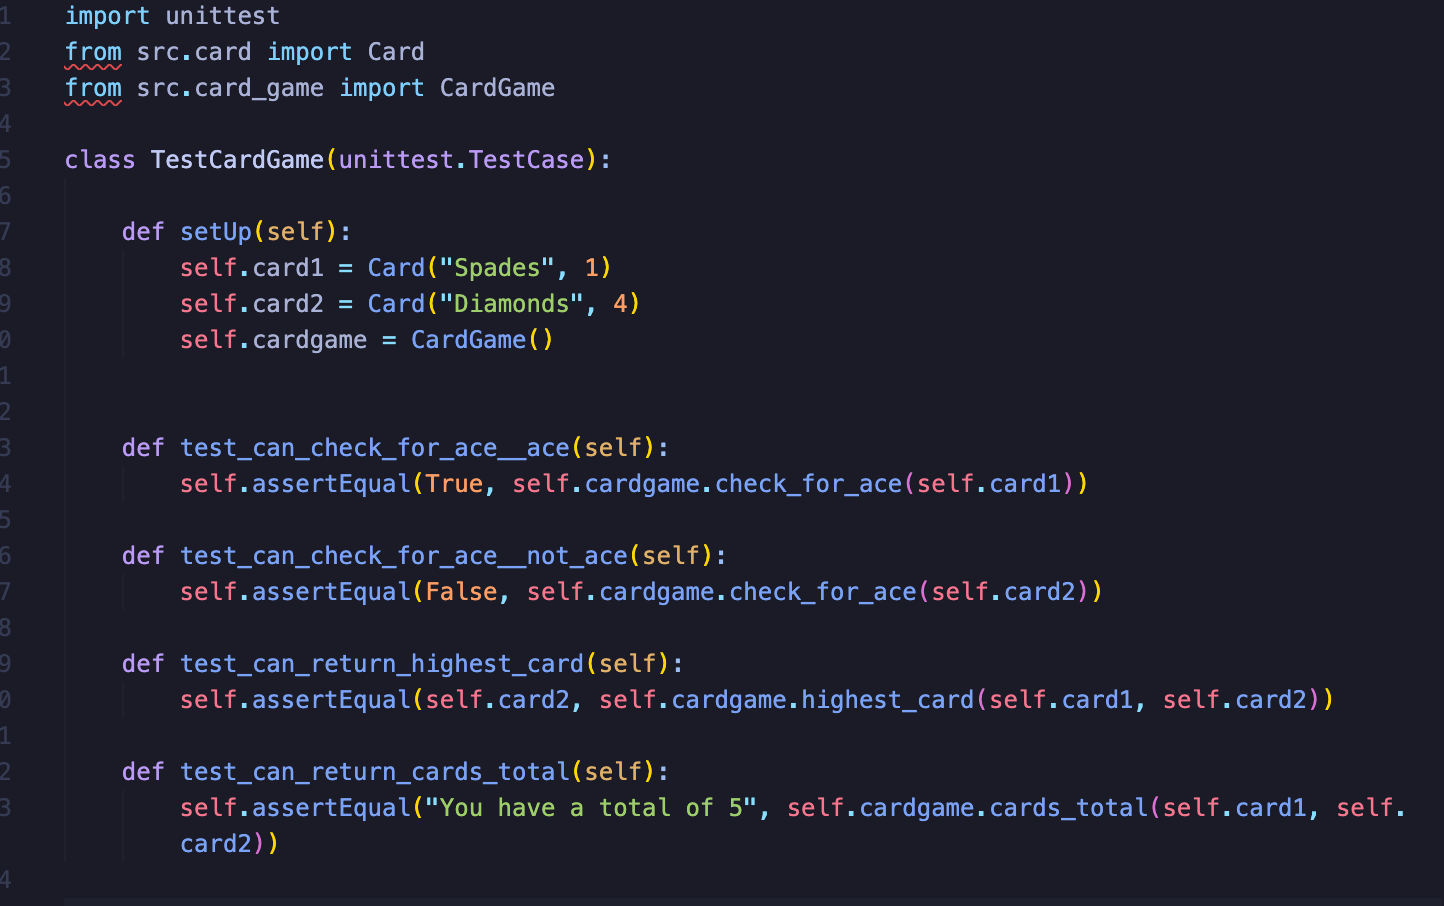 1 import unittest
2 from src.card import Card
3 from src.card_game import CardGame
4
5 class TestCardGame(unittest.TestCase):
6
7     def setUp(self):
8         self.card1 = Card("Spades", 1)
9         self.card2 = Card("Diamonds", 4)
0         self.cardgame = CardGame()
1
2
3     def test_can_check_for_ace__ace(self):
4         self.assertEqual(True, self.cardgame.check_for_ace(self.card1))
5
6     def test_can_check_for_ace__not_ace(self):
7         self.assertEqual(False, self.cardgame.check_for_ace(self.card2))
8
9     def test_can_return_highest_card(self):
0         self.assertEqual(self.card2, self.cardgame.highest_card(self.card1, self.card2))
1
2     def test_can_return_cards_total(self):
3         self.assertEqual("You have a total of 5", self.cardgame.cards_total(self.card1, self.
        card2))
4